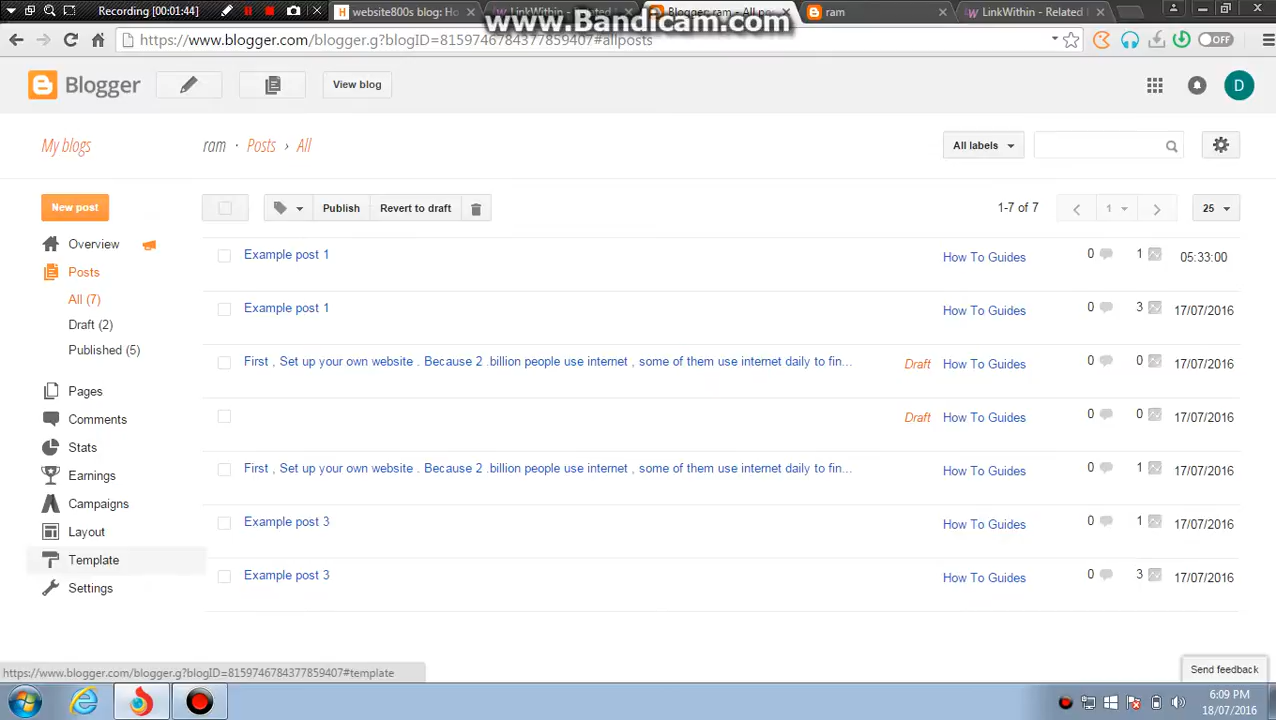 Recording [00:01:44]
website800s blog: H
LinkWithin - Related
Blogger: ram - All po
ram
LinkWithin - Related
www.Bandicam.com
https://www.blogger.com/blogger.g?blogID=8159746784377859407#allposts
OFF
Blogger
View blog
D
My blogs
ram · Posts › All
All labels
New post
Publish
Revert to draft
1-7 of 7
1
25
Overview
Posts
All (7)
Draft (2)
Published (5)
Pages
Comments
Stats
Earnings
Campaigns
Layout
Template
Settings
Example post 1 How To Guides 0 1 05:33:00
Example post 1 How To Guides 0 3 17/07/2016
First , Set up your own website . Because 2 .billion people use internet , some of them use internet daily to fin... Draft How To Guides 0 0 17/07/2016
Draft How To Guides 0 0 17/07/2016
First , Set up your own website . Because 2 .billion people use internet , some of them use internet daily to fin... How To Guides 0 1 17/07/2016
Example post 3 How To Guides 0 1 17/07/2016
Example post 3 How To Guides 0 3 17/07/2016
https://www.blogger.com/blogger.g?blogID=8159746784377859407#template
Send feedback
6:09 PM
18/07/2016